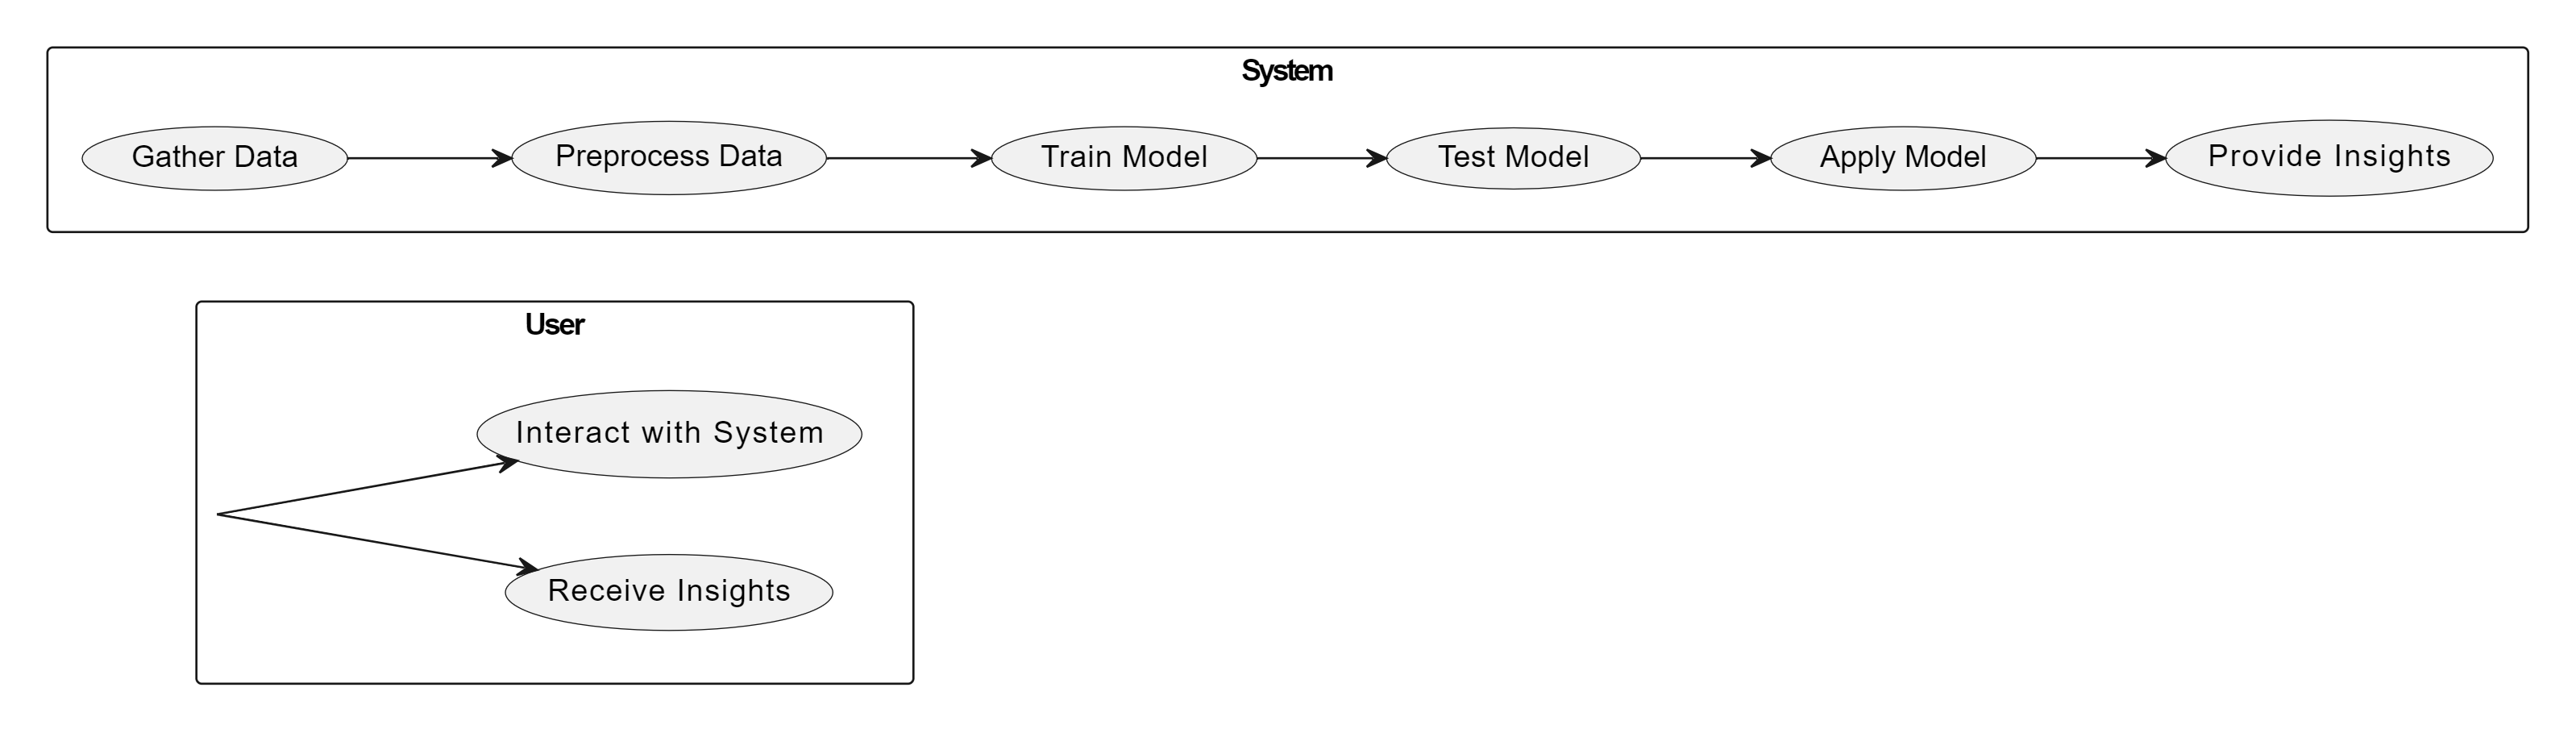 System
Gather Data
Preprocess Data
Train Model
Test Model
Apply Model
Provide Insights
User
Interact with System
Receive Insights